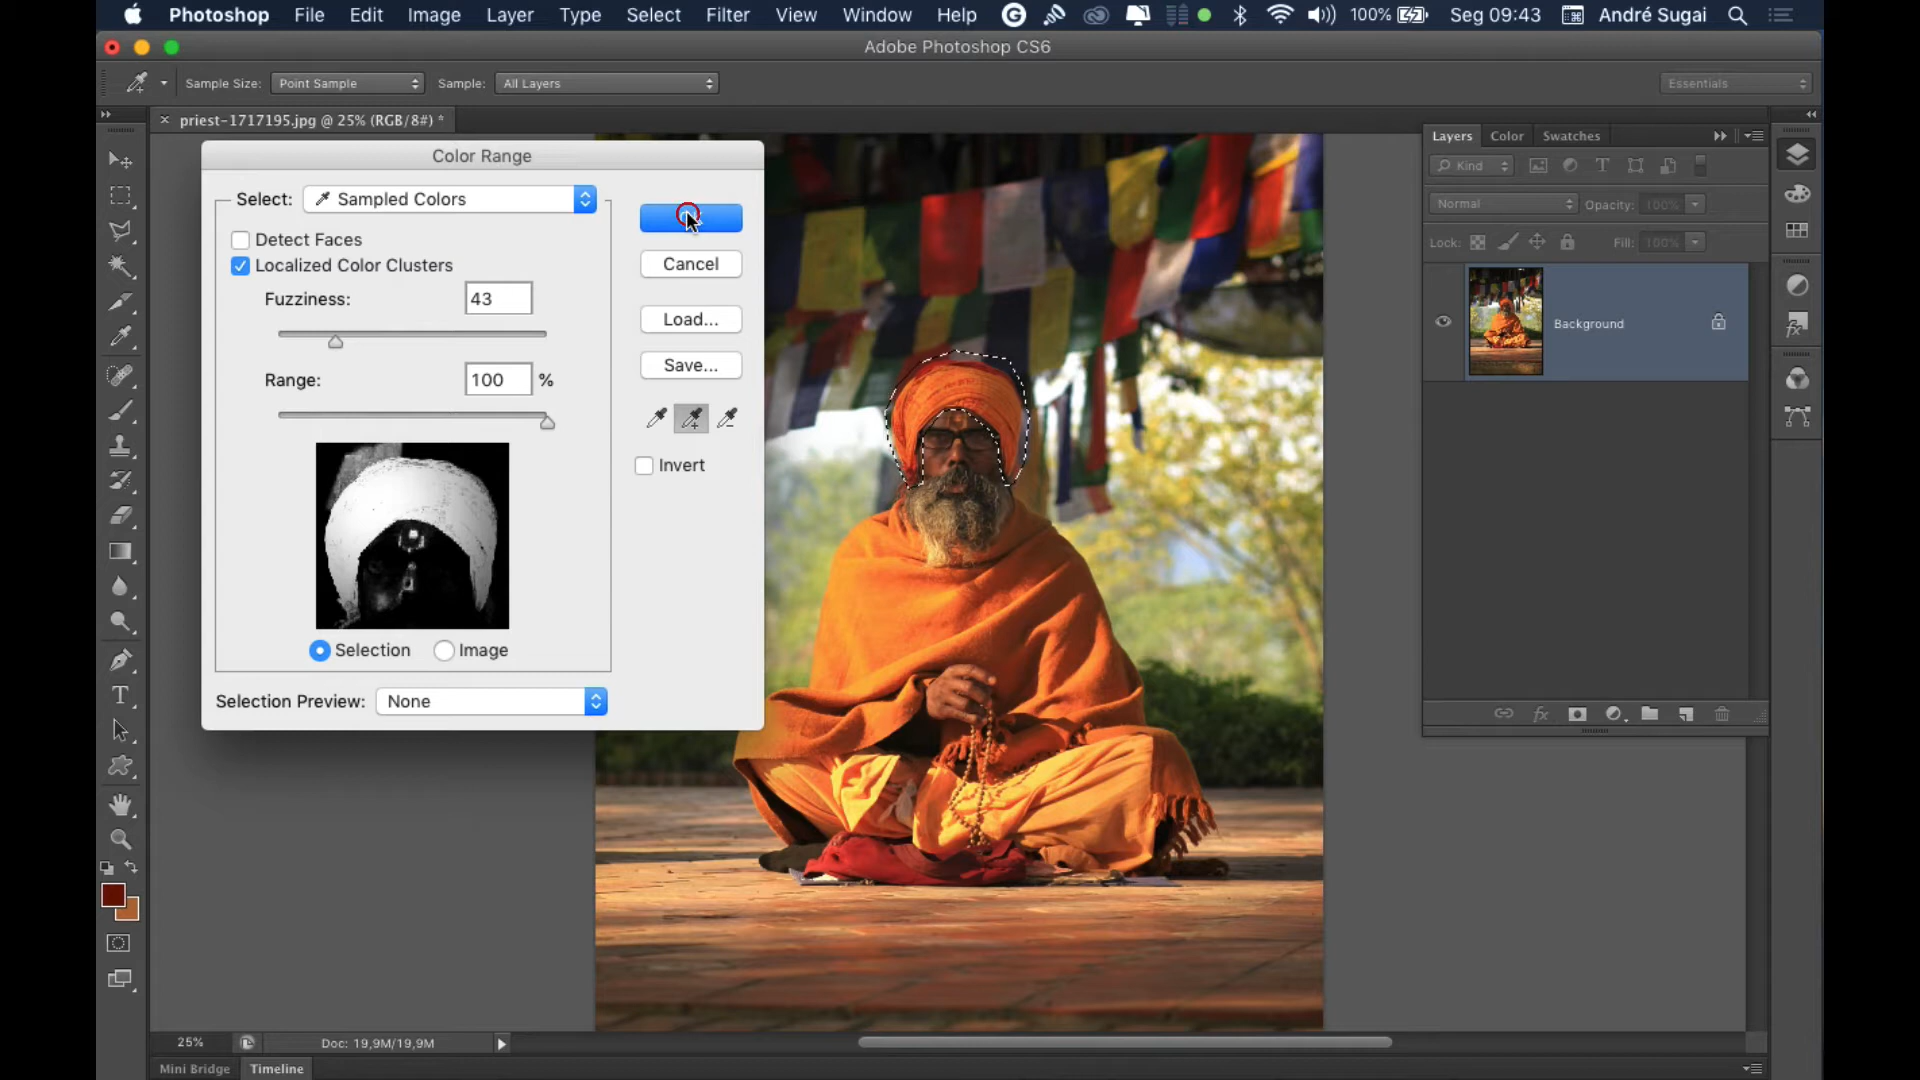 Photoshop File Edit Image Layer Type Select Filter View Window Help 100% Seg 09:43 André Sugai
Adobe Photoshop CS6
Sample Size: Point Sample Sample: All Layers Essentials
priest-1717195.jpg @ 25% (RGB/8#) *
Color Range
Select: Sampled Colors
Detect Faces
Localized Color Clusters
Fuzziness: 43
Range: 100 %
Selection Image
Selection Preview: None
Cancel
Load...
Save...
Invert
Layers Color Swatches
Kind
Normal Opacity: 100%
Lock: Fill: 100%
Background
25% Doc: 19,9M/19,9M
Mini Bridge Timeline